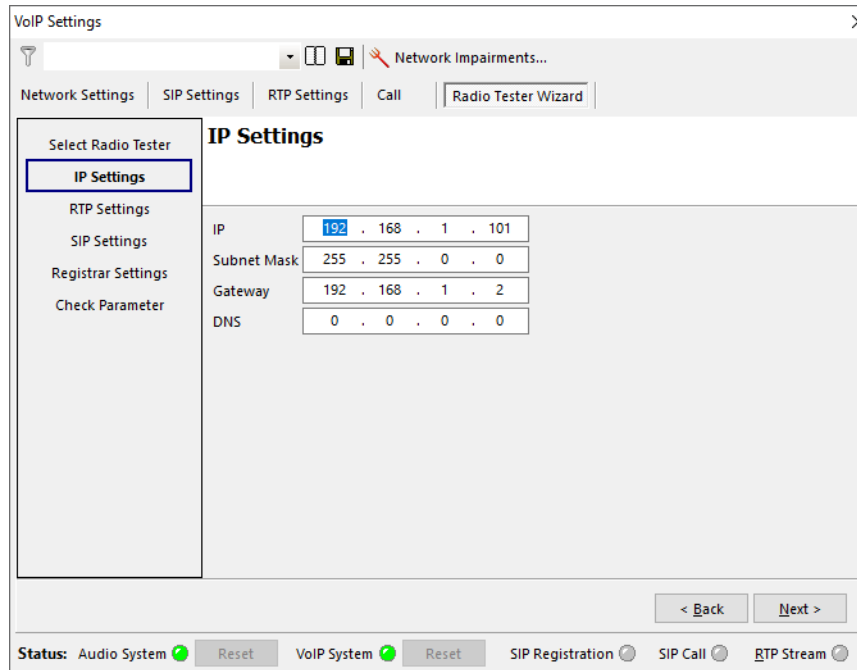 VoIP Settings
Network Impairments...
Network Settings SIP Settings RTP Settings Call Radio Tester Wizard
Select Radio Tester
IP Settings
RTP Settings
SIP Settings
Registrar Settings
Check Parameter
IP Settings
IP 192 . 168 . 1 . 101
Subnet Mask 255 . 255 . 0 . 0
Gateway 192 . 168 . 1 . 2
DNS 0 . 0 . 0 . 0
< Back Next >
Status: Audio System Reset VoIP System Reset SIP Registration SIP Call RTP Stream